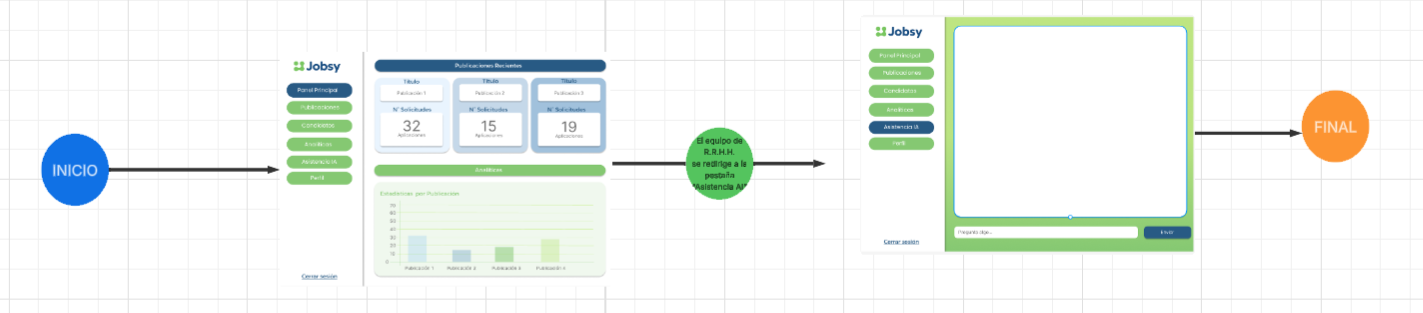 INICIO
Jobsy
Panel Principal
Publicaciones
Candidatos
Analíticas
Asistencia IA
Perfil
Cerrar sesión
Publicaciones Recientes
Título
Publicación 1
N° Solicitudes
32
Aplicaciones
Título
Publicación 2
N° Solicitudes
15
Aplicaciones
Título
Publicación 3
N° Solicitudes
19
Aplicaciones
Analíticas
Estadísticas por Publicación
70
60
50
40
30
20
10
0
Publicación 1
Publicación 2
Publicación 3
Publicación 4
El equipo de
R.R.H.H.
se redirige a la
pestaña
"Asistencia AI"
Jobsy
Panel Principal
Publicaciones
Candidatos
Analíticas
Asistencia IA
Perfil
Cerrar sesión
Pregunta algo...
Enviar
FINAL